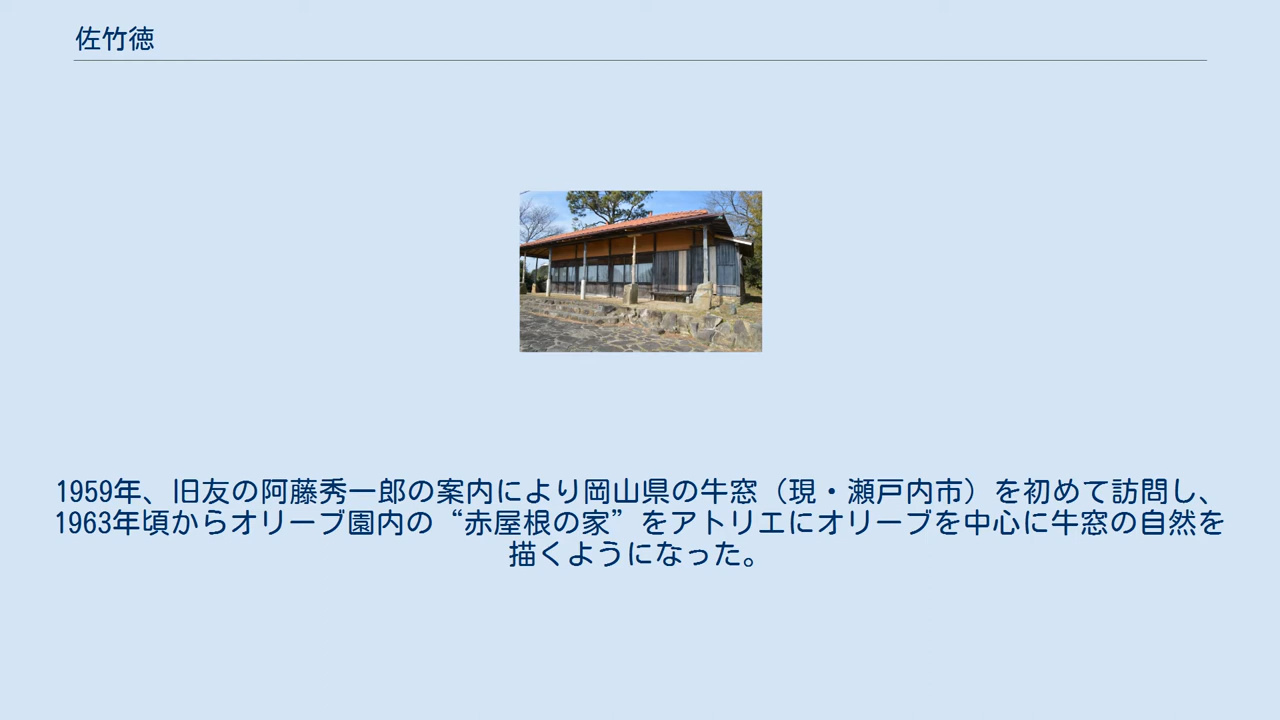 佐竹徳
1959年、旧友の阿藤秀一郎の案内により岡山県の牛窓（現・瀬戸内市）を初めて訪問し、
1963年頃からオリーブ園内の“赤屋根の家”をアトリエにオリーブを中心に牛窓の自然を
描くようになった。